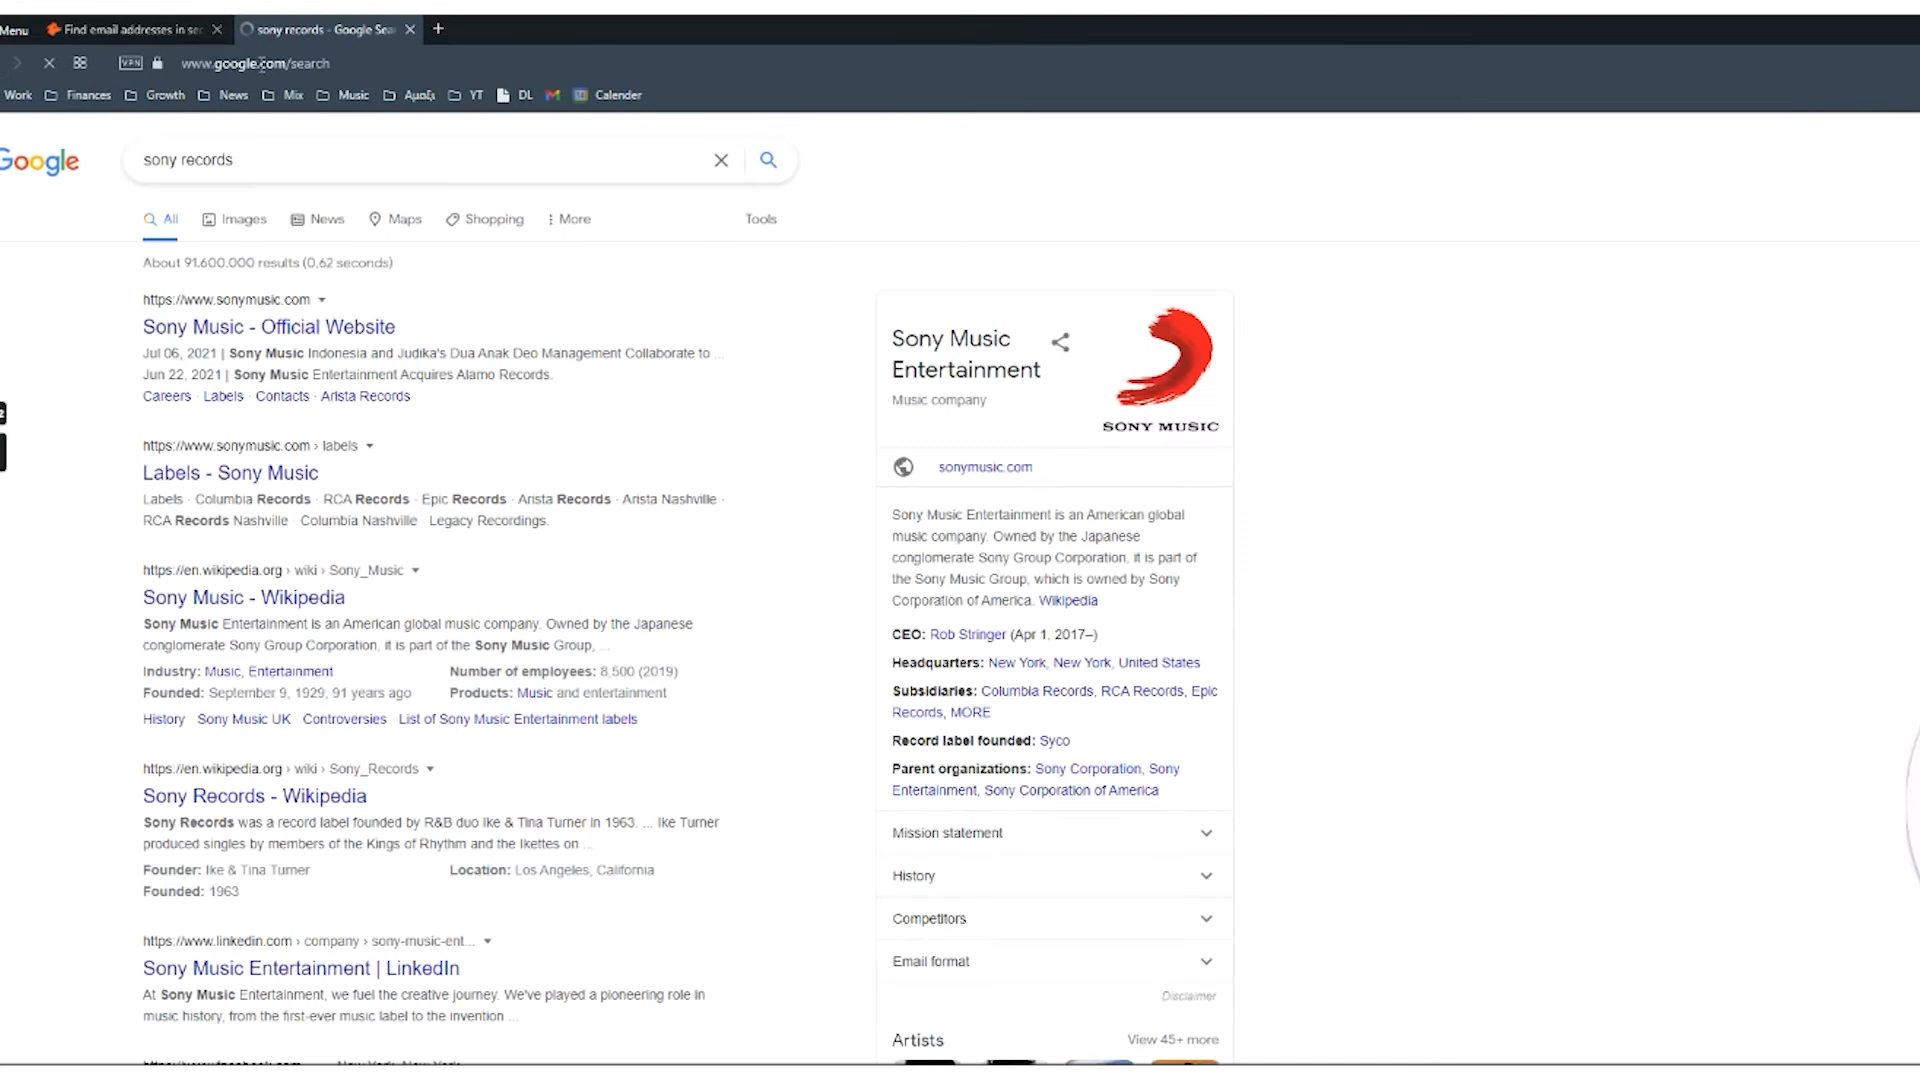 Menu
Find email addresses in sec
sony records - Google Sea
VPN
www.google.com/search
Work
Finances
Growth
News
Mix
Music
Αμαξι
YT
DL
Calender
Google
sony records
All
Images
News
Maps
Shopping
More
Tools
About 91.600.000 results (0,62 seconds)
https://www.sonymusic.com
Sony Music - Official Website
Jul 06, 2021 | Sony Music Indonesia and Judika's Dua Anak Deo Management Collaborate to ...
Jun 22, 2021 | Sony Music Entertainment Acquires Alamo Records.
Careers · Labels · Contacts · Arista Records
https://www.sonymusic.com › labels
Labels - Sony Music
Labels · Columbia Records · RCA Records · Epic Records · Arista Records · Arista Nashville ·
RCA Records Nashville · Columbia Nashville · Legacy Recordings.
https://en.wikipedia.org › wiki › Sony_Music
Sony Music - Wikipedia
Sony Music Entertainment is an American global music company. Owned by the Japanese
conglomerate Sony Group Corporation, it is part of the Sony Music Group, ...
Industry: Music, Entertainment
Number of employees: 8,500 (2019)
Founded: September 9, 1929, 91 years ago
Products: Music and entertainment
History · Sony Music UK · Controversies · List of Sony Music Entertainment labels
https://en.wikipedia.org › wiki › Sony_Records
Sony Records - Wikipedia
Sony Records was a record label founded by R&B duo Ike & Tina Turner in 1963. ... Ike Turner
produced singles by members of the Kings of Rhythm and the Ikettes on ...
Founder: Ike & Tina Turner
Location: Los Angeles, California
Founded: 1963
https://www.linkedin.com › company › sony-music-ent...
Sony Music Entertainment | LinkedIn
At Sony Music Entertainment, we fuel the creative journey. We've played a pioneering role in
music history, from the first-ever music label to the invention ...
Sony Music
Entertainment
Music company
SONY MUSIC
sonymusic.com
Sony Music Entertainment is an American global
music company. Owned by the Japanese
conglomerate Sony Group Corporation, it is part of
the Sony Music Group, which is owned by Sony
Corporation of America. Wikipedia
CEO: Rob Stringer (Apr 1, 2017–)
Headquarters: New York, New York, United States
Subsidiaries: Columbia Records, RCA Records, Epic
Records, MORE
Record label founded: Syco
Parent organizations: Sony Corporation, Sony
Entertainment, Sony Corporation of America
Mission statement
History
Competitors
Email format
Disclaimer
Artists
View 45+ more